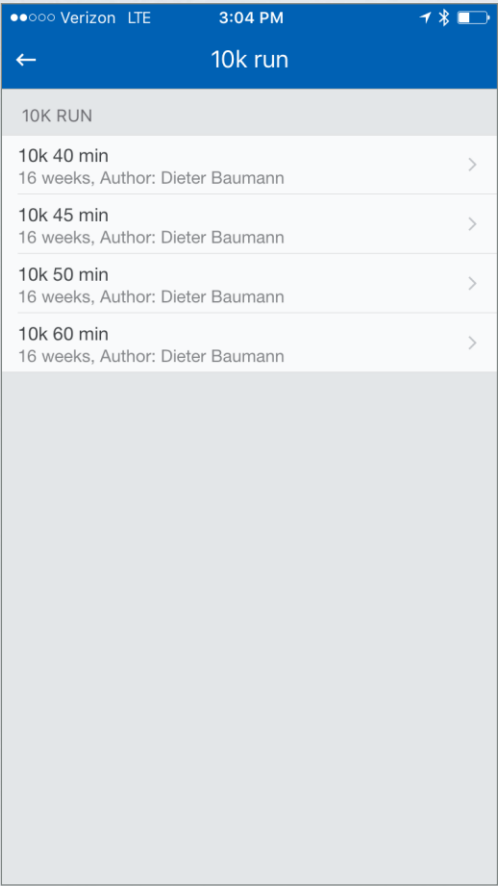 Verizon LTE 3:04 PM
10k run
10K RUN
10k 40 min
16 weeks, Author: Dieter Baumann
10k 45 min
16 weeks, Author: Dieter Baumann
10k 50 min
16 weeks, Author: Dieter Baumann
10k 60 min
16 weeks, Author: Dieter Baumann